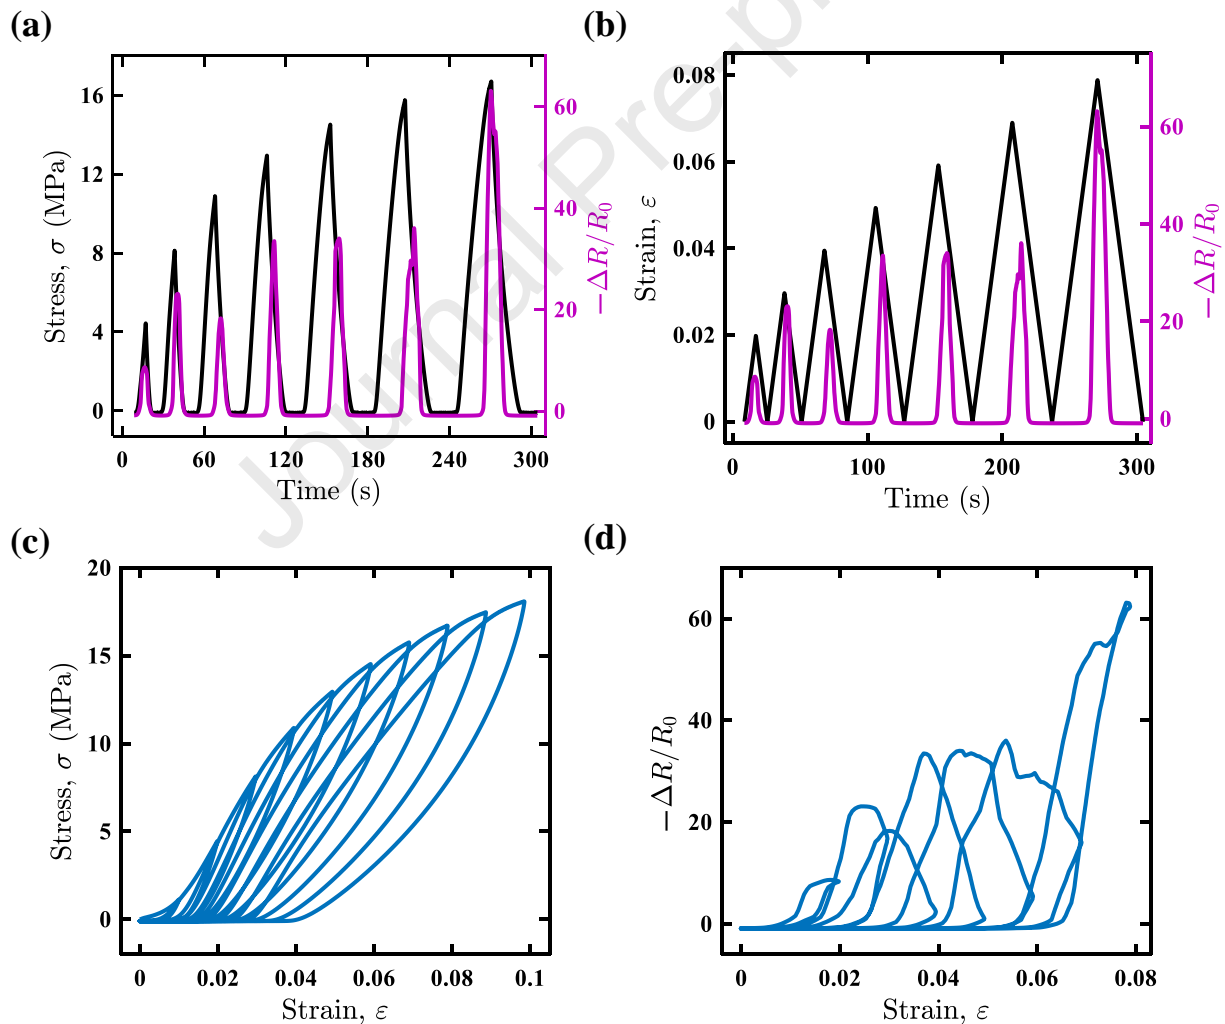 (a)
16
12
8
4
0
Stress, σ (MPa)
60
40
20
0
−ΔR/R0
0 60 120 180 240 300
Time (s)
(b)
0.08
0.06
0.04
0.02
0
Strain, ε
60
40
20
0
−ΔR/R0
0 100 200 300
Time (s)
Journal Pre-p
(c)
20
15
10
5
0
Stress, σ (MPa)
0 0.02 0.04 0.06 0.08 0.1
Strain, ε
(d)
60
40
20
0
−ΔR/R0
0 0.02 0.04 0.06 0.08
Strain, ε